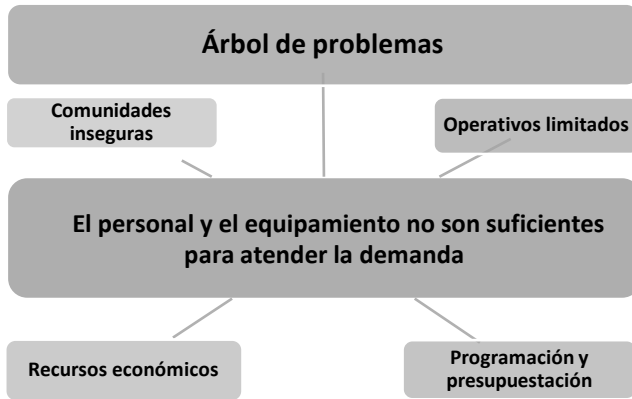 Árbol de problemas
Comunidades
inseguras
Operativos limitados
El personal y el equipamiento no son suficientes
para atender la demanda
Recursos económicos
Programación y
presupuestación